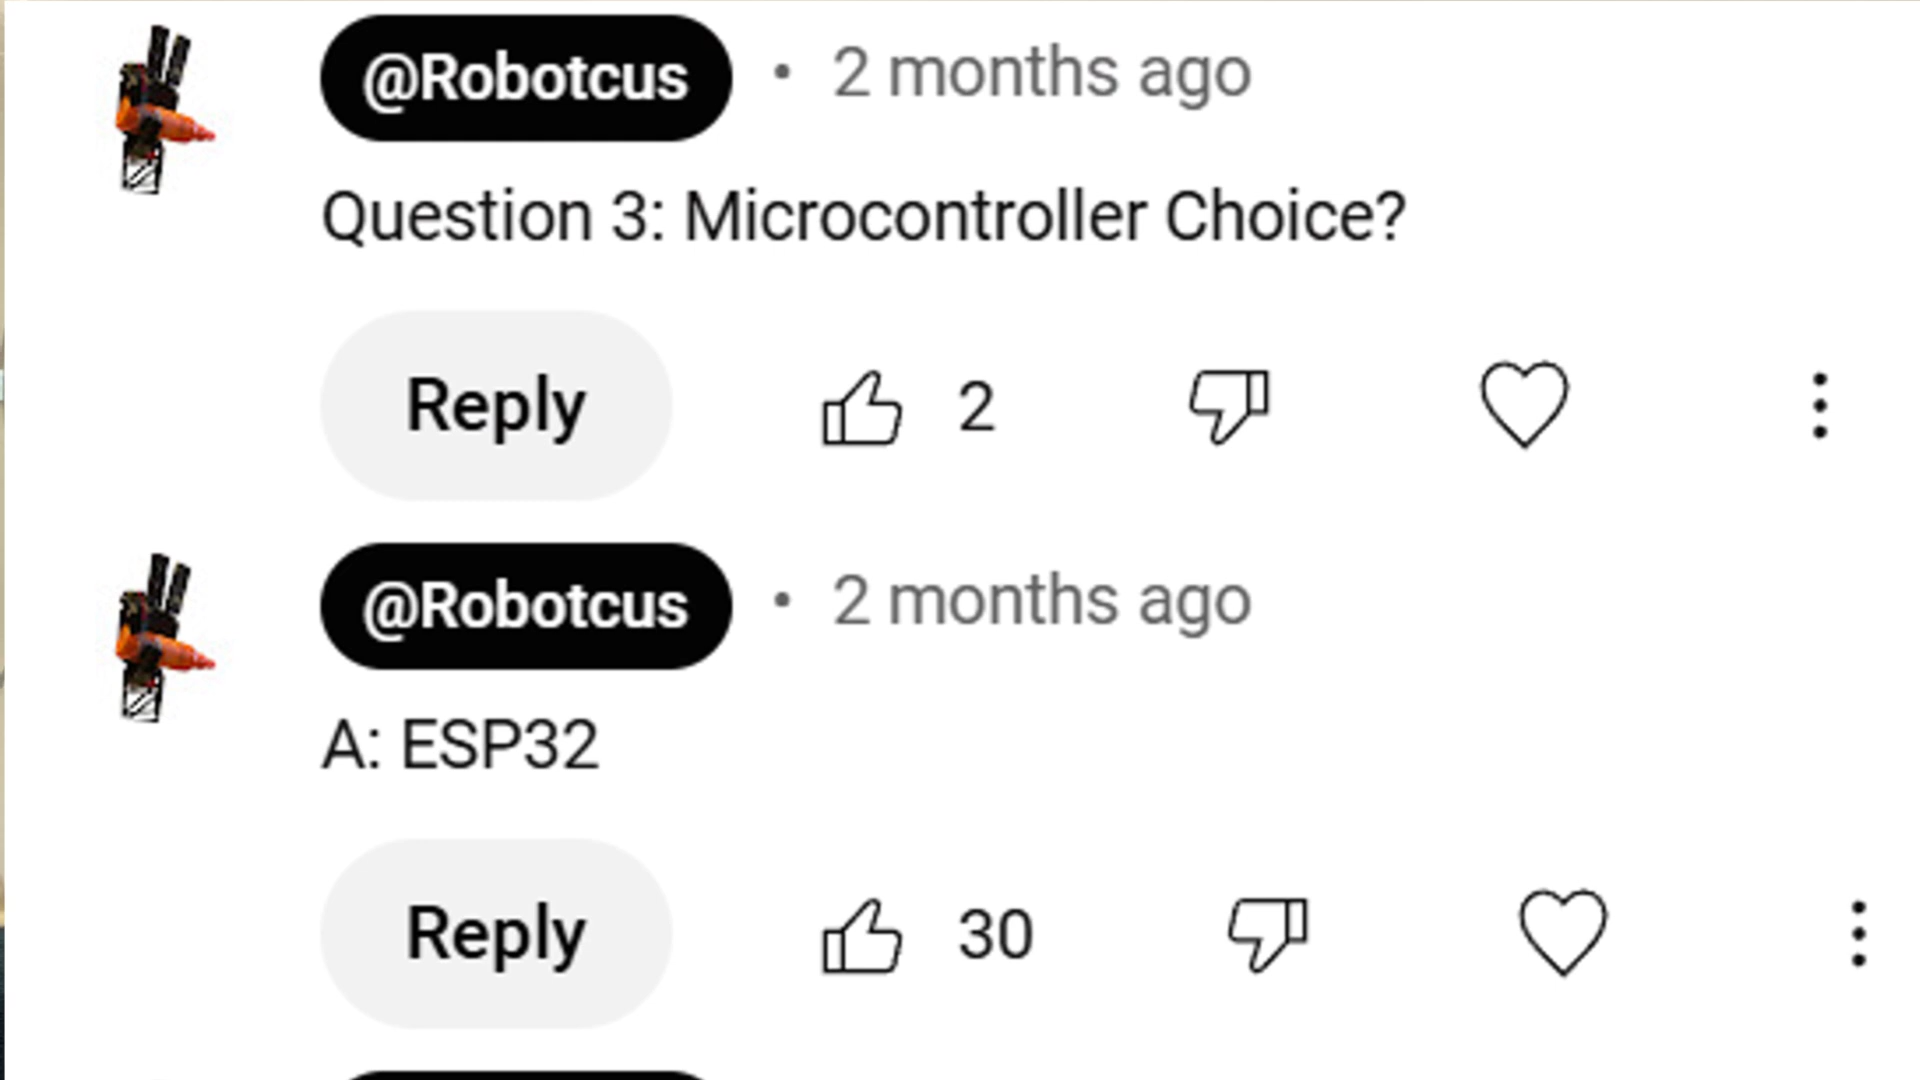 @Robotcus • 2 months ago
Question 3: Microcontroller Choice?
Reply 2
@Robotcus • 2 months ago
A: ESP32
Reply 30